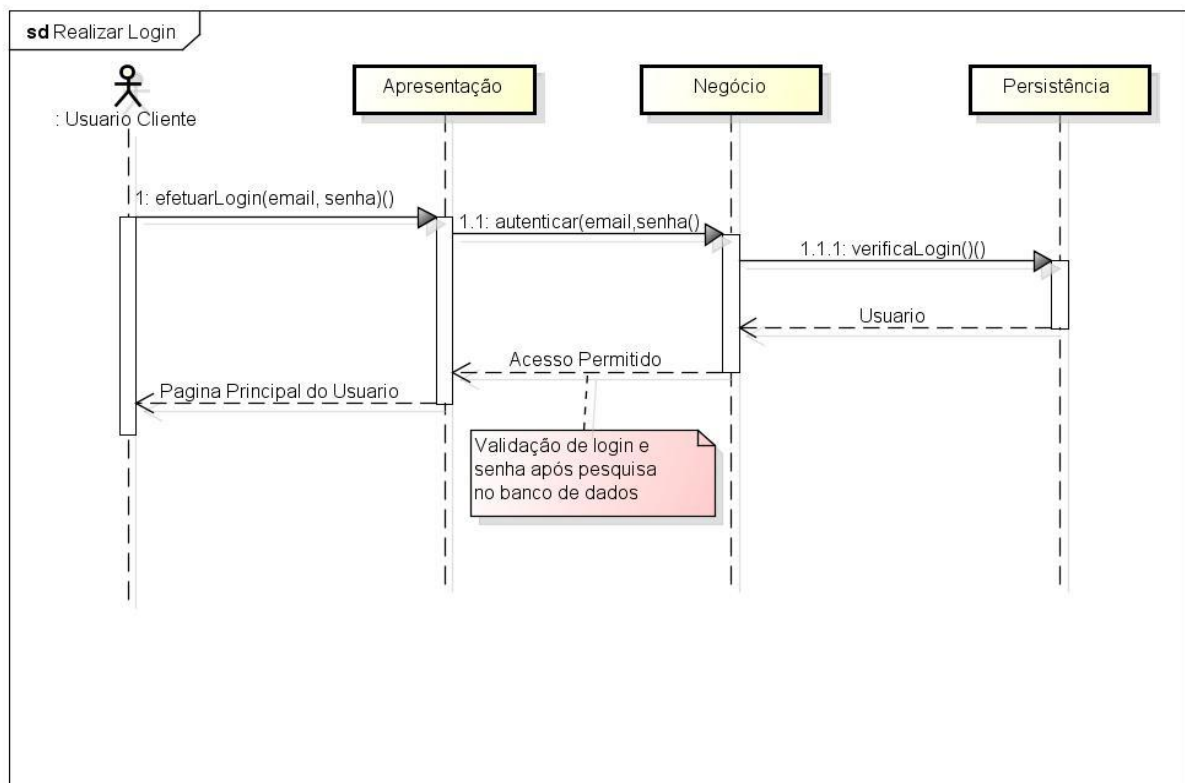 sd Realizar Login
: Usuario Cliente
Apresentação
Negócio
Persistência
1: efetuarLogin(email, senha)()
1.1: autenticar(email,senha()
1.1.1: verificaLogin()()
Usuario
Acesso Permitido
Pagina Principal do Usuario
Validação de login e
senha após pesquisa
no banco de dados